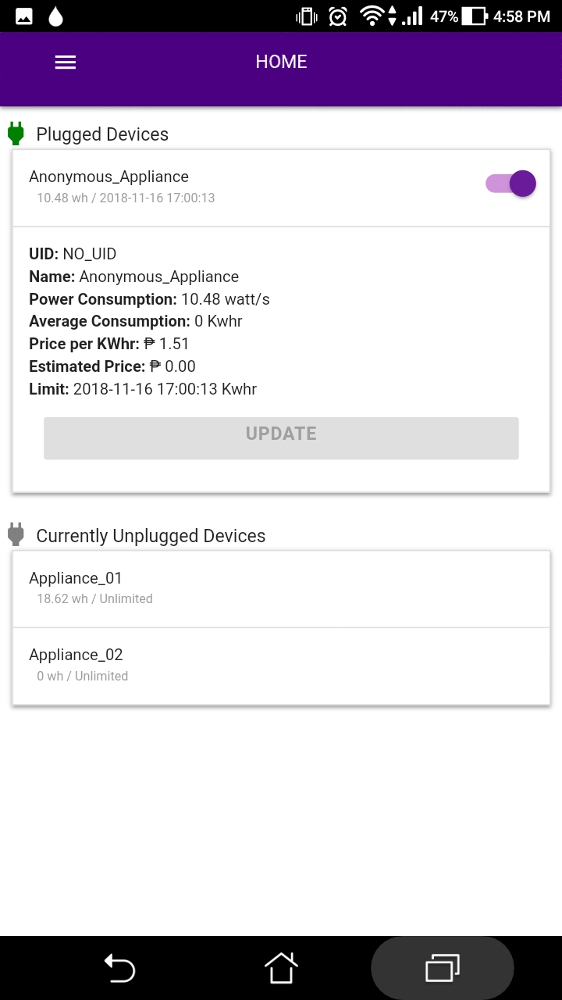 47% 4:58 PM
HOME
Plugged Devices
Anonymous_Appliance
10.48 wh / 2018-11-16 17:00:13
UID: NO_UID
Name: Anonymous_Appliance
Power Consumption: 10.48 watt/s
Average Consumption: 0 Kwhr
Price per KWhr: ₱ 1.51
Estimated Price: ₱ 0.00
Limit: 2018-11-16 17:00:13 Kwhr
UPDATE
Currently Unplugged Devices
Appliance_01
18.62 wh / Unlimited
Appliance_02
0 wh / Unlimited